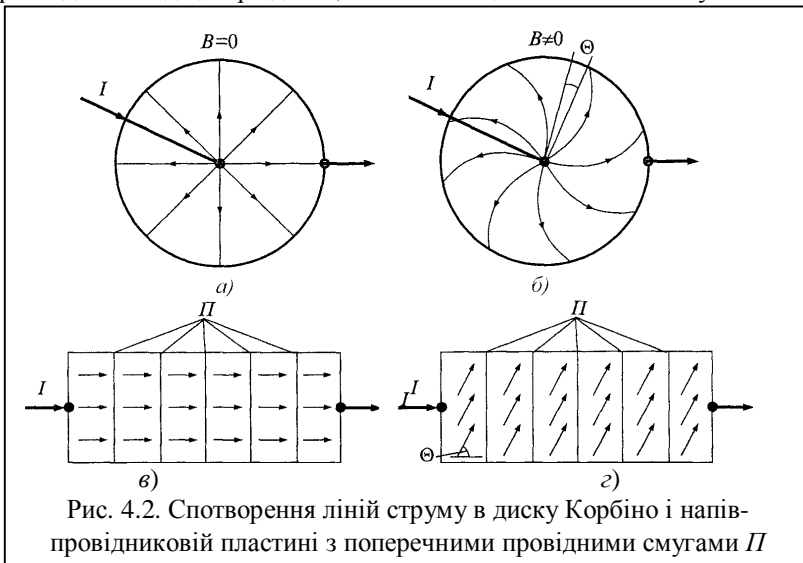 B=0
B≠0
Θ
I
I
а)
б)
П
П
I
I
I
Θ
в)
г)
Рис. 4.2. Спотворення ліній струму в диску Корбіно і напів-
провідниковій пластині з поперечними провідними смугами П